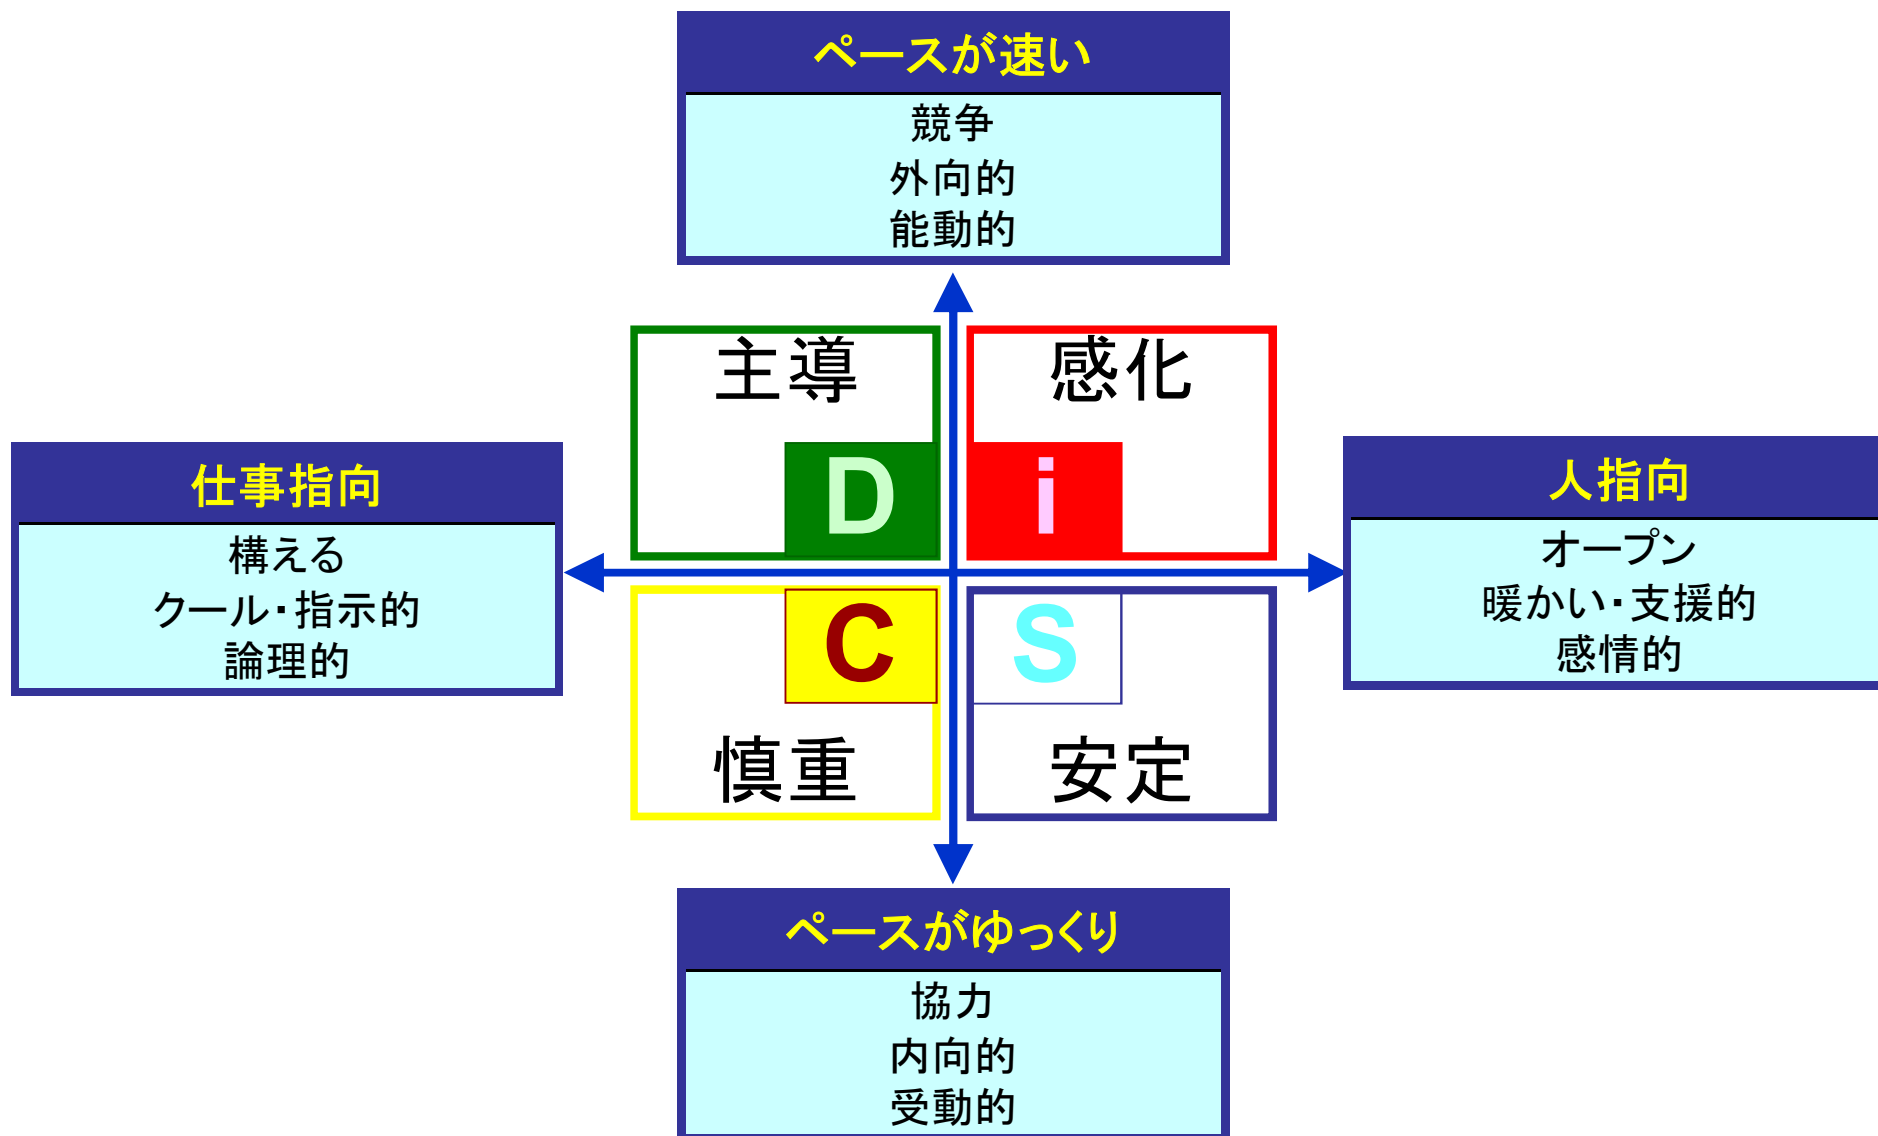 ペースが速い
競争
外向的
能動的
主導
感化
D
i
仕事指向
構える
クール・指示的
論理的
人指向
オープン
暖かい・支援的
感情的
C
S
慎重
安定
ペースがゆっくり
協力
内向的
受動的